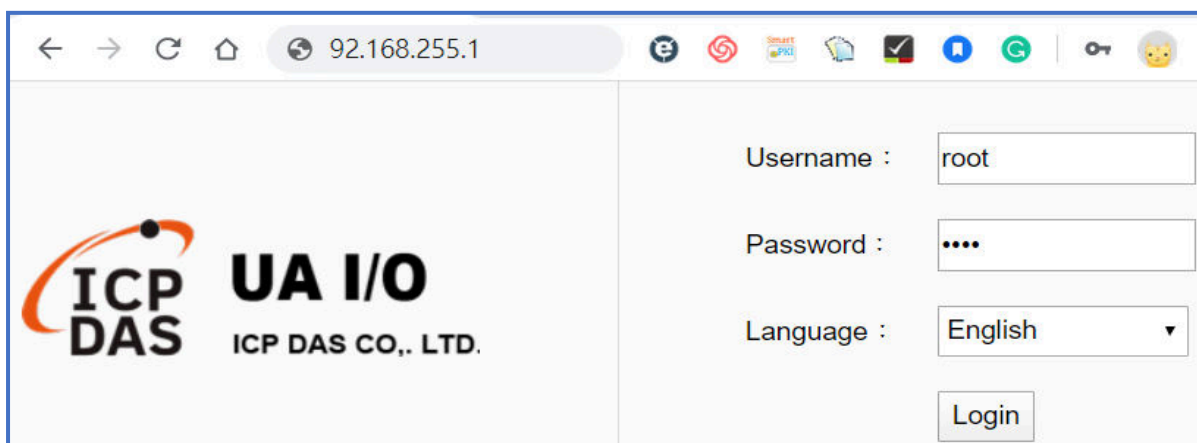 92.168.255.1
Smart
PKI
Username :
root
ICP
DAS
UA I/O
ICP DAS CO,. LTD.
Password :
••••
Language :
English
Login